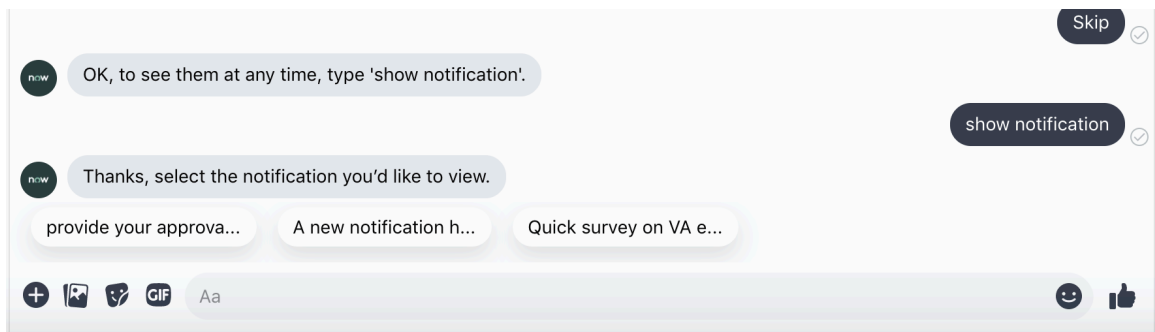 Skip
now
OK, to see them at any time, type 'show notification'.
show notification
now
Thanks, select the notification you’d like to view.
provide your approva...
A new notification h...
Quick survey on VA e...
GIF
Aa